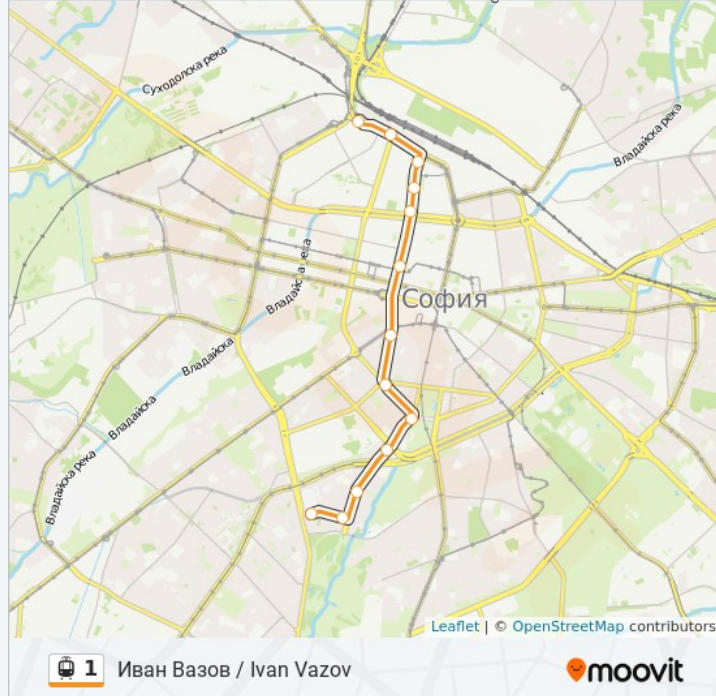 Суходолска река
Владайска река
Владайска река
София
Владайска
Владайска
Владайска река
Leaflet | © OpenStreetMap contributors
1 Иван Вазов / Ivan Vazov
moovit